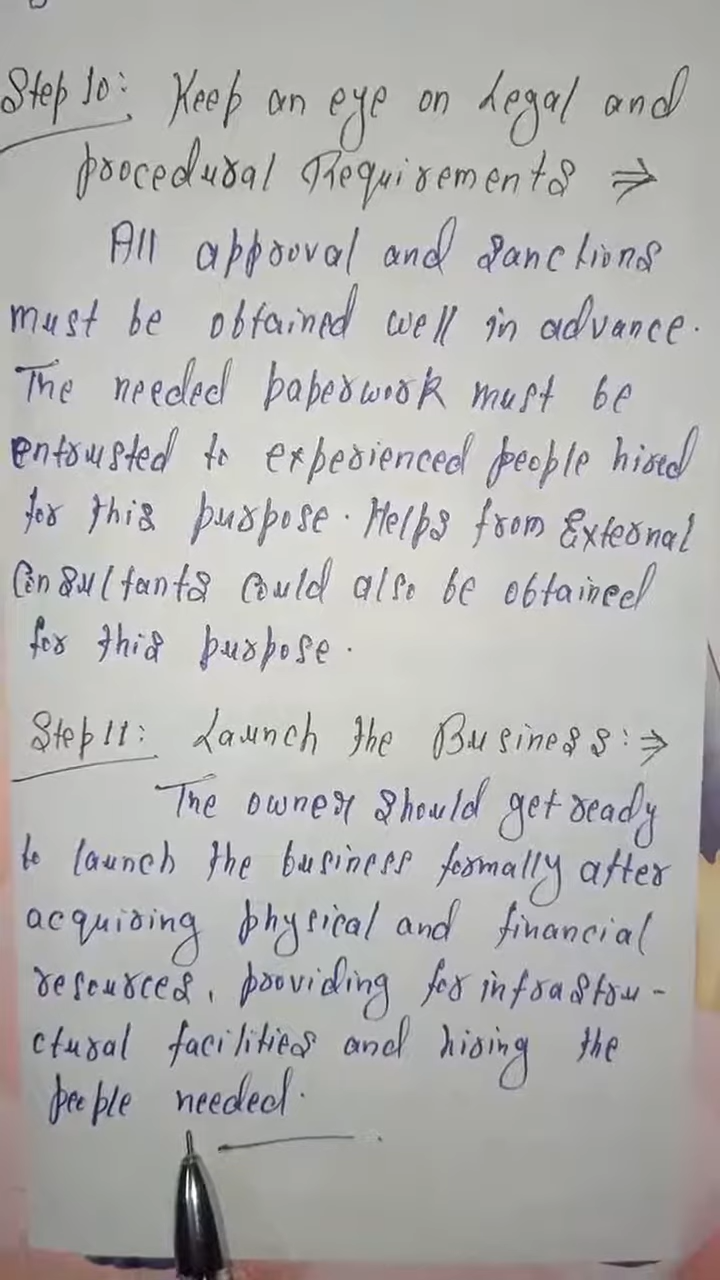 Step 10: Keep an eye on Legal and
procedural Requirements ⇒
All approval and Sanctions
must be obtained well in advance.
The needed paperwork must be
entrusted to experienced people hired
for this purpose. Helps from External
Consultants Could also be obtained
for this purpose.
Step 11: Launch the Business: ⇒
The owner should get ready
to launch the business formally after
acquiring physical and financial
resources, providing for infrastru-
ctural facilities and hiring the
people needed.